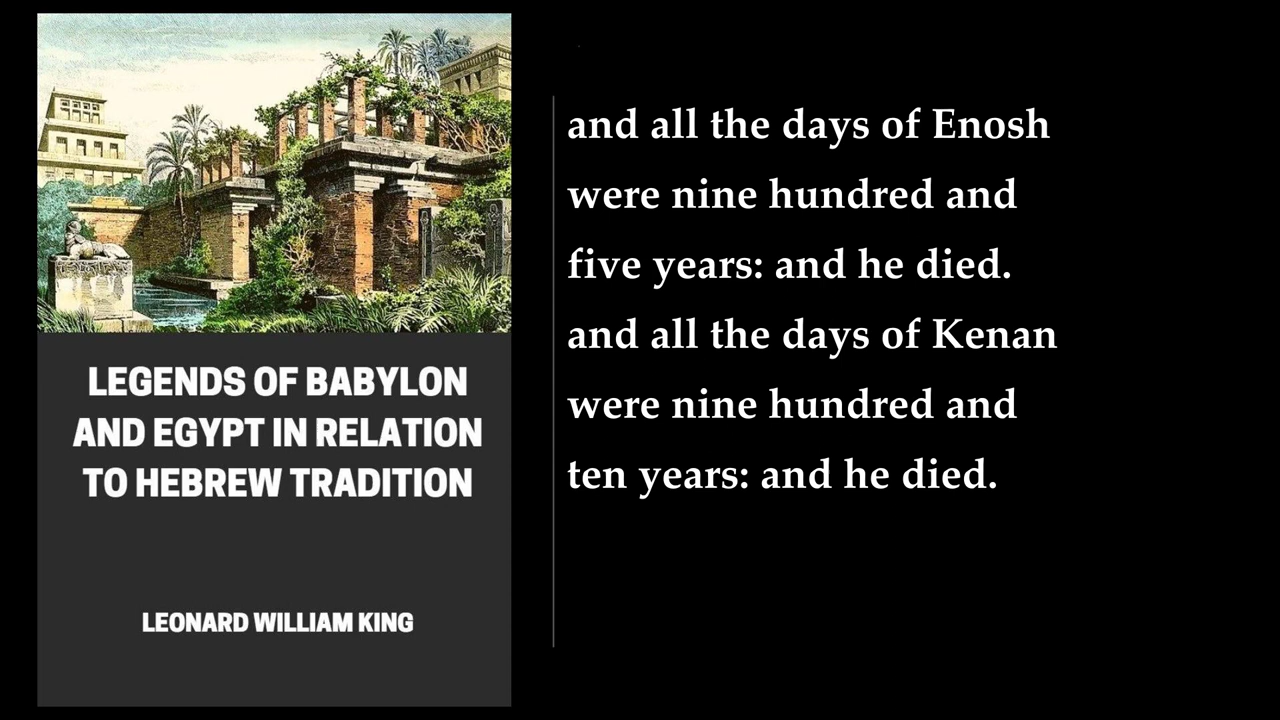 LEGENDS OF BABYLON
AND EGYPT IN RELATION
TO HEBREW TRADITION
LEONARD WILLIAM KING
and all the days of Enosh
were nine hundred and
five years: and he died.
and all the days of Kenan
were nine hundred and
ten years: and he died.